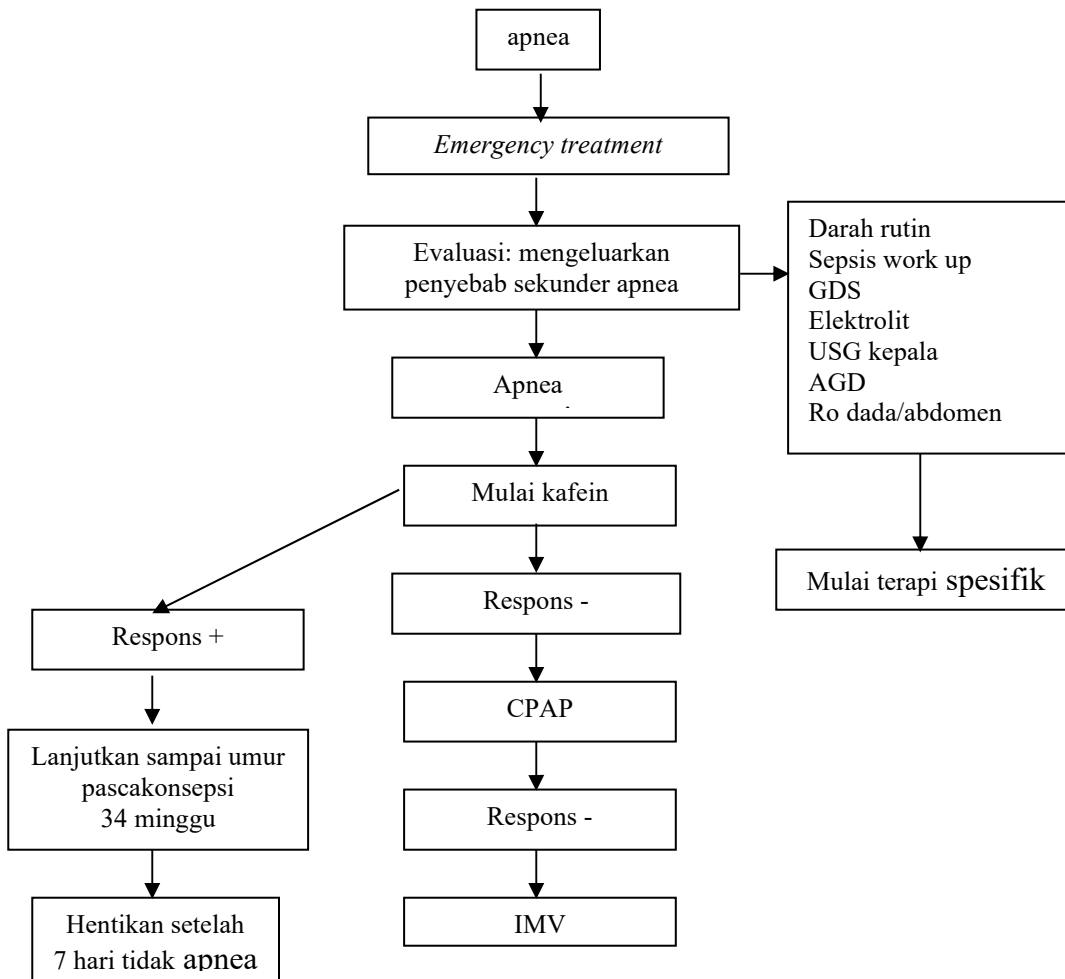 apnea
Emergency treatment
Evaluasi: mengeluarkan
penyebab sekunder apnea
Darah rutin
Sepsis work up
GDS
Elektrolit
USG kepala
AGD
Ro dada/abdomen
Mulai terapi spesifik
Apnea
Mulai kafein
Respons +
Lanjutkan sampai umur
pascakonsepsi
34 minggu
Hentikan setelah
7 hari tidak apnea
Respons -
CPAP
Respons -
IMV